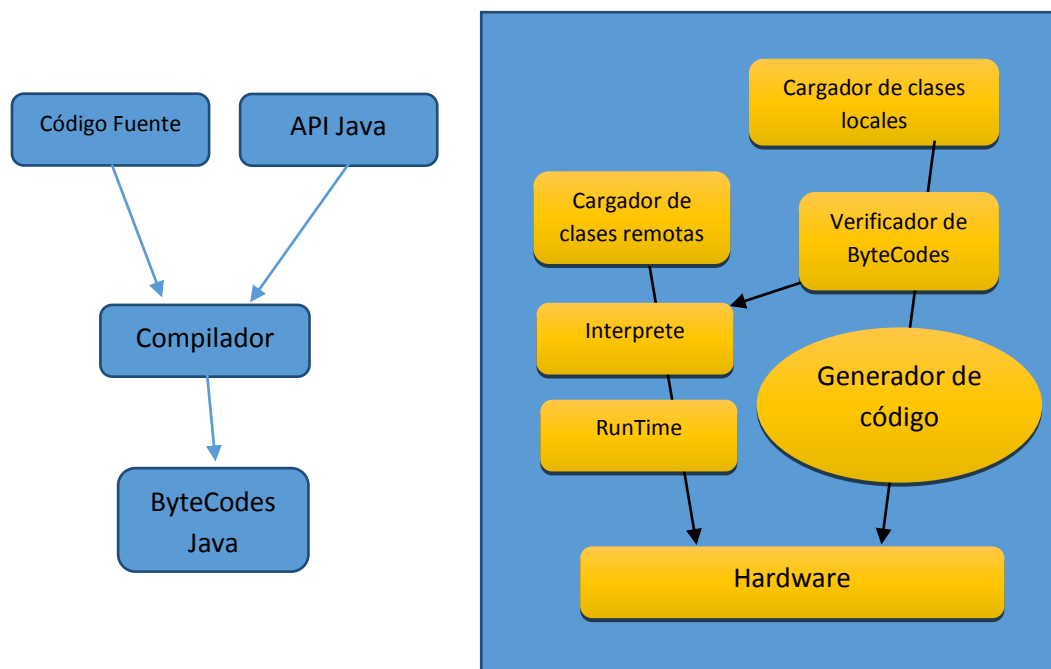 Código Fuente
API Java
Compilador
ByteCodes
Java
Cargador de clases
locales
Cargador de
clases remotas
Verificador de
ByteCodes
Interprete
Generador de
código
RunTime
Hardware